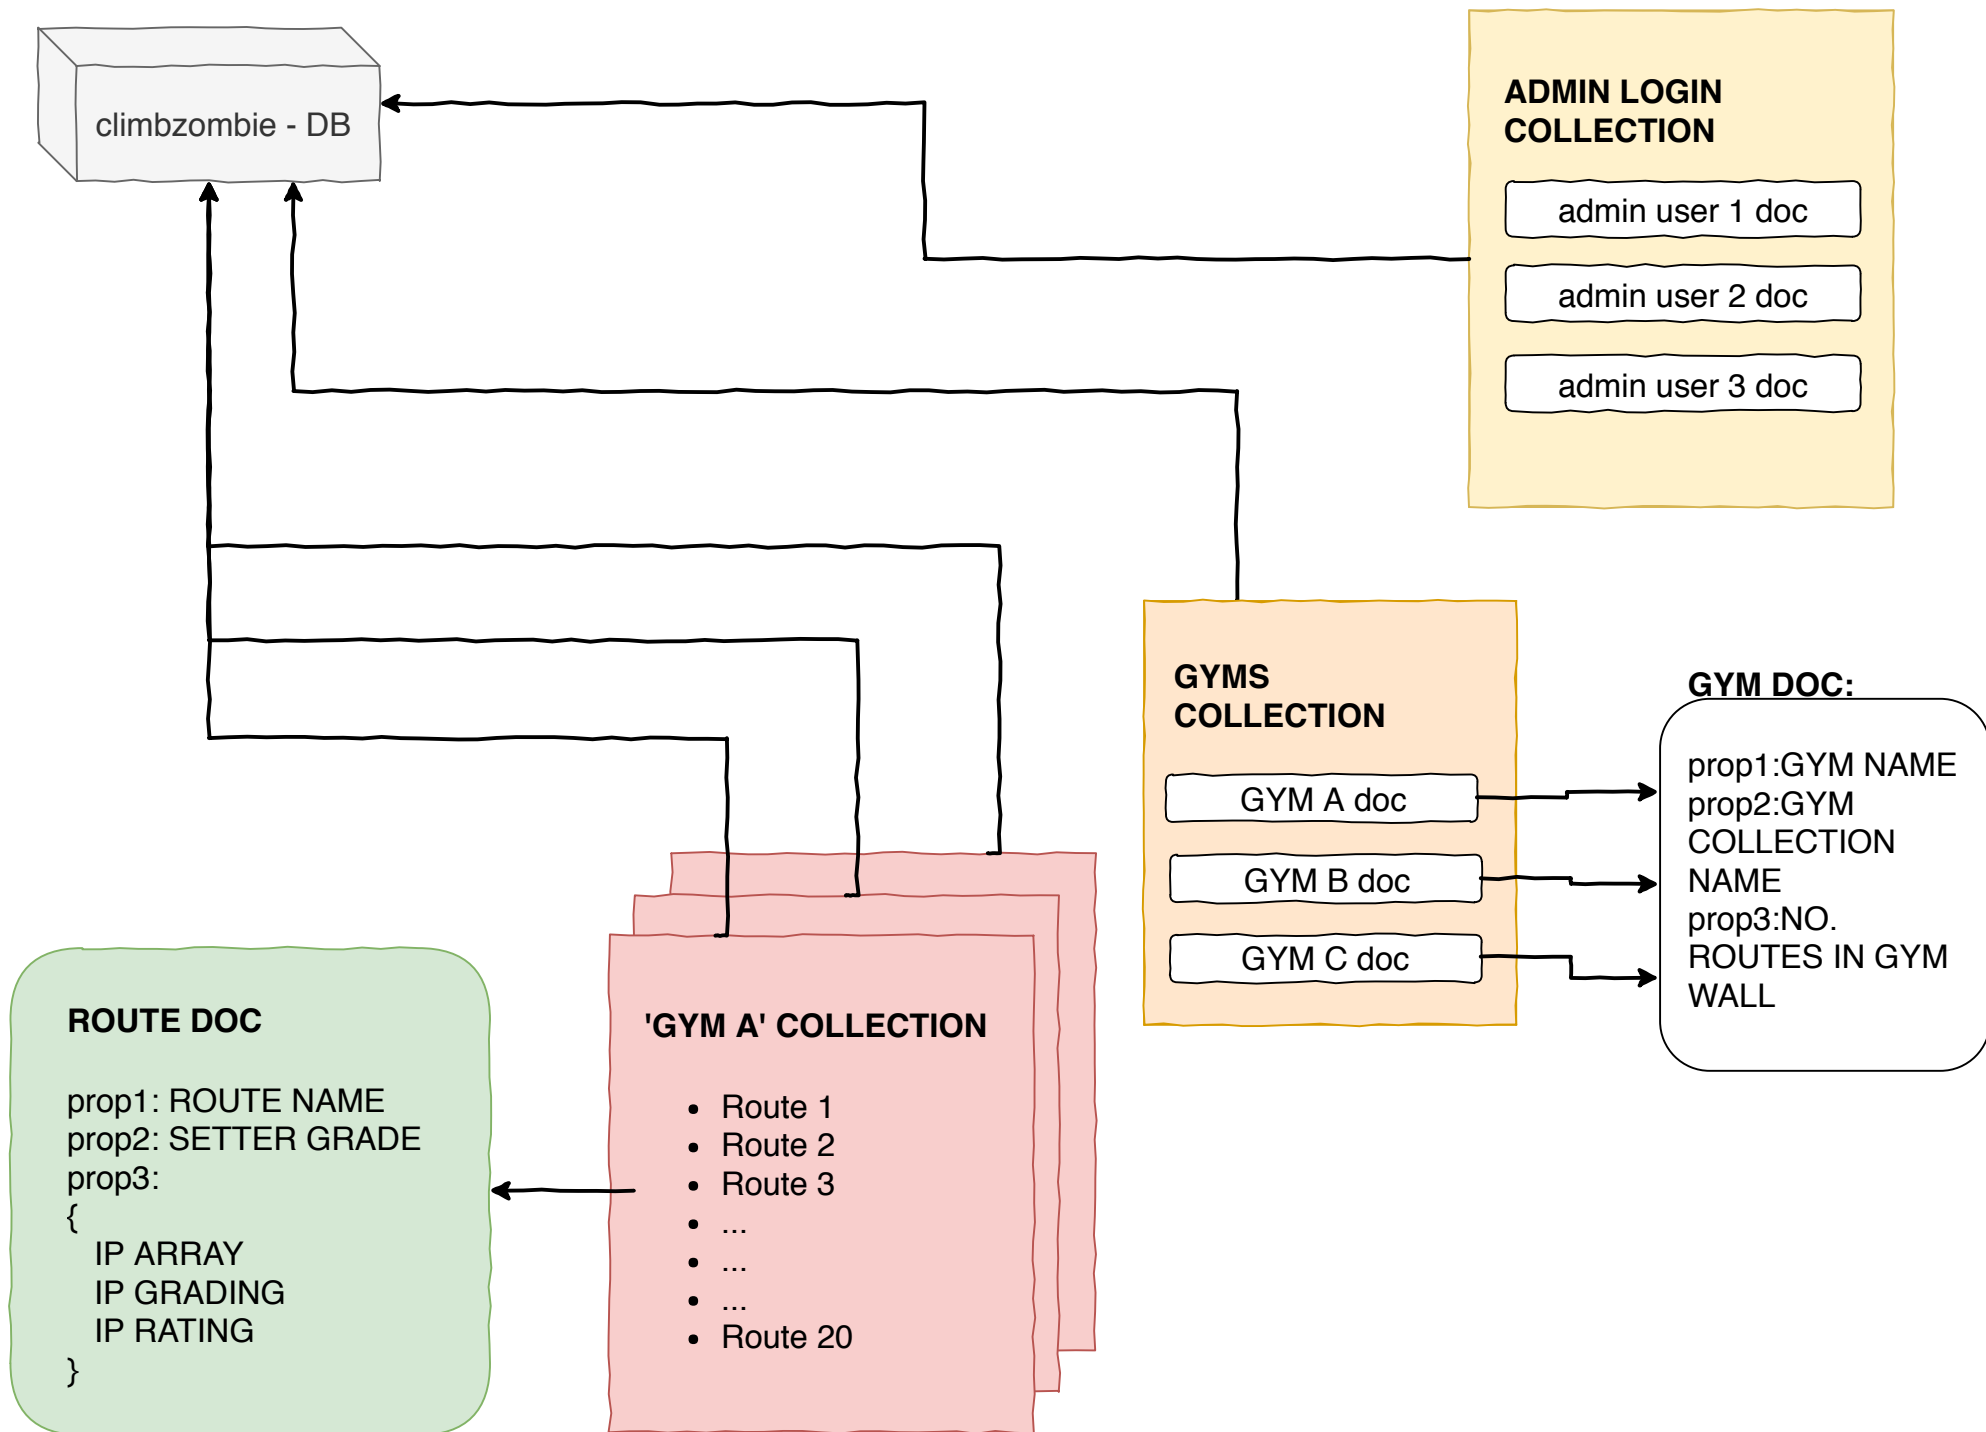 climbzombie - DB
ADMIN LOGIN
COLLECTION
admin user 1 doc
admin user 2 doc
admin user 3 doc
GYMS
COLLECTION
GYM A doc
GYM B doc
GYM C doc
GYM DOC:
prop1:GYM NAME
prop2:GYM
COLLECTION
NAME
prop3:NO.
ROUTES IN GYM
WALL
'GYM A' COLLECTION
• Route 1
• Route 2
• Route 3
• ...
• ...
• ...
• Route 20
ROUTE DOC
prop1: ROUTE NAME
prop2: SETTER GRADE
prop3:
{
IP ARRAY
IP GRADING
IP RATING
}